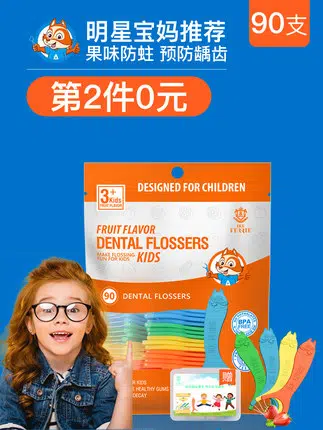 明星宝妈推荐
90支
果味防蛀 预防龋齿
第2件0元
DESIGNED FOR CHILDREN
3+
Kids
FRUIT FLAVOR
FRUIT FLAVOR
DENTAL FLOSSERS
MAKE FLOSSING
FUN FOR KIDS
KIDS
90 DENTAL FLOSSERS
BPA
FREE
赠
KIDS
HEALTHY GUMS
DECAY